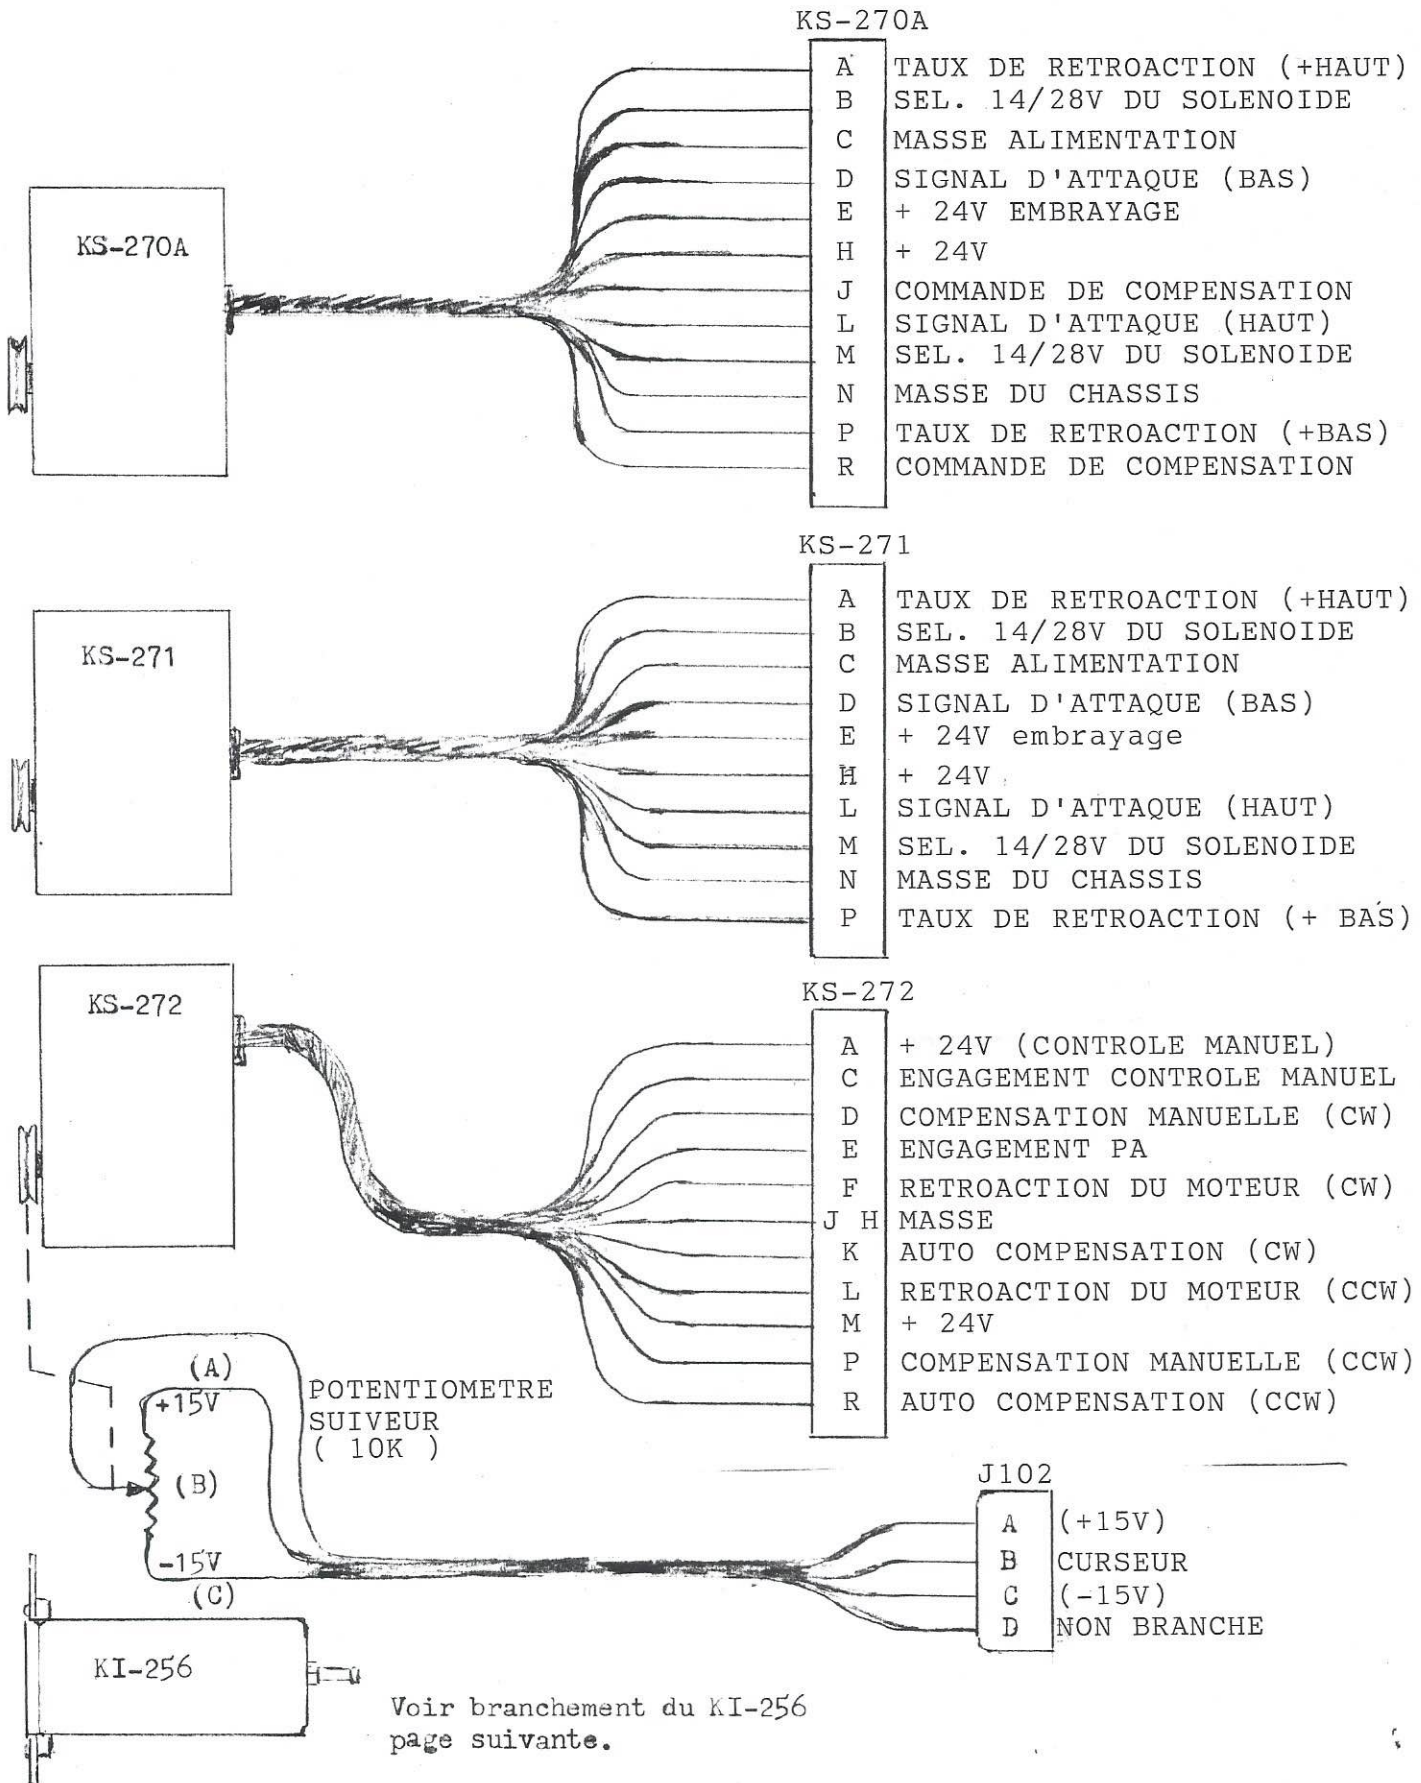 KS-270A
A TAUX DE RETROACTION (+HAUT)
B SEL. 14/28V DU SOLENOIDE
C MASSE ALIMENTATION
D SIGNAL D'ATTAQUE (BAS)
E + 24V EMBRAYAGE
H + 24V
J COMMANDE DE COMPENSATION
L SIGNAL D'ATTAQUE (HAUT)
M SEL. 14/28V DU SOLENOIDE
N MASSE DU CHASSIS
P TAUX DE RETROACTION (+BAS)
R COMMANDE DE COMPENSATION
KS-270A
KS-271
A TAUX DE RETROACTION (+HAUT)
B SEL. 14/28V DU SOLENOIDE
C MASSE ALIMENTATION
D SIGNAL D'ATTAQUE (BAS)
E + 24V embrayage
H + 24V
L SIGNAL D'ATTAQUE (HAUT)
M SEL. 14/28V DU SOLENOIDE
N MASSE DU CHASSIS
P TAUX DE RETROACTION (+ BAS)
KS-271
KS-272
A + 24V (CONTROLE MANUEL)
C ENGAGEMENT CONTROLE MANUEL
D COMPENSATION MANUELLE (CW)
E ENGAGEMENT PA
F RETROACTION DU MOTEUR (CW)
J H MASSE
K AUTO COMPENSATION (CW)
L RETROACTION DU MOTEUR (CCW)
M + 24V
P COMPENSATION MANUELLE (CCW)
R AUTO COMPENSATION (CCW)
KS-272
(A)
+15V
(B)
-15V
(C)
POTENTIOMETRE
SUIVEUR
( 10K )
J102
A (+15V)
B CURSEUR
C (-15V)
D NON BRANCHE
KI-256
Voir branchement du KI-256
page suivante.